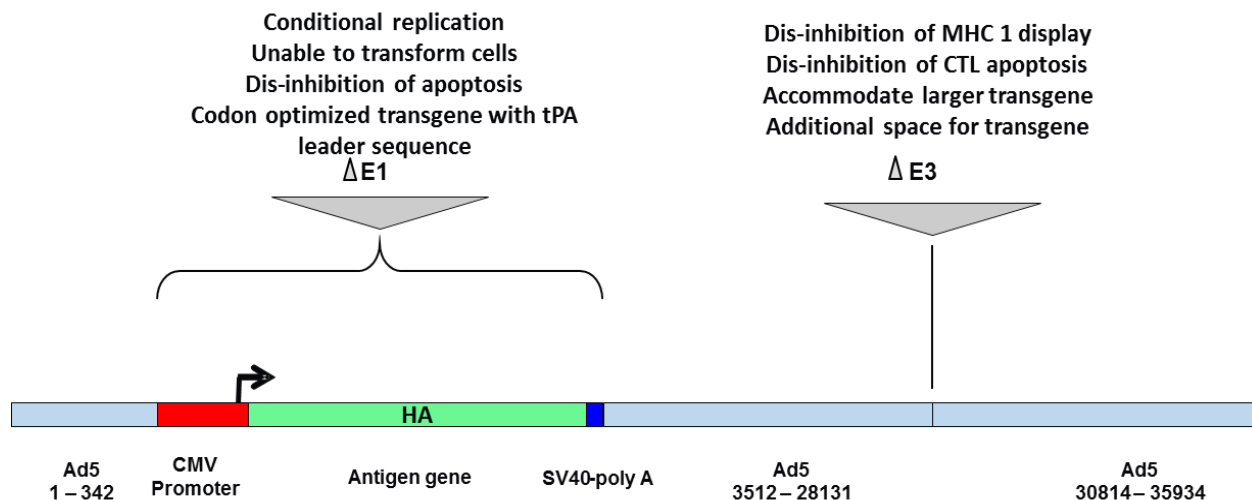 Conditional replication
Unable to transform cells
Dis-inhibition of apoptosis
Codon optimized transgene with tPA
leader sequence
Δ E1
Dis-inhibition of MHC 1 display
Dis-inhibition of CTL apoptosis
Accommodate larger transgene
Additional space for transgene
Δ E3
HA
Ad5
1 – 342
CMV
Promoter
Antigen gene
SV40-poly A
Ad5
3512 – 28131
Ad5
30814 – 35934